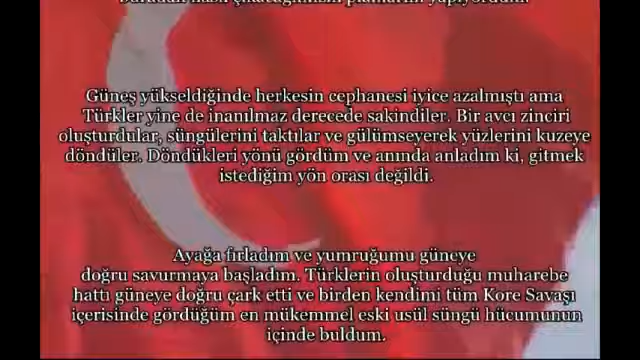 Güneş yükseldiğinde herkesin cephanesi iyice azalmıştı ama
Türkler yine de inanılmaz derecede sakindiler. Bir avcı zinciri
oluşturdular, süngülerini taktılar ve gülümseyerek yüzlerini kuzeye
döndüler. Döndükleri yönü gördüm ve anında anladım ki, gitmek
istediğim yön orası değildi.
Ayağa fırladım ve yumruğumu güneye
doğru savurmaya başladım. Türklerin oluşturduğu muharebe
hattı güneye doğru çark etti ve birden kendimi tüm Kore Savaşı
içerisinde gördüğüm en mükemmel eski usül süngü hücumunun
içinde buldum.